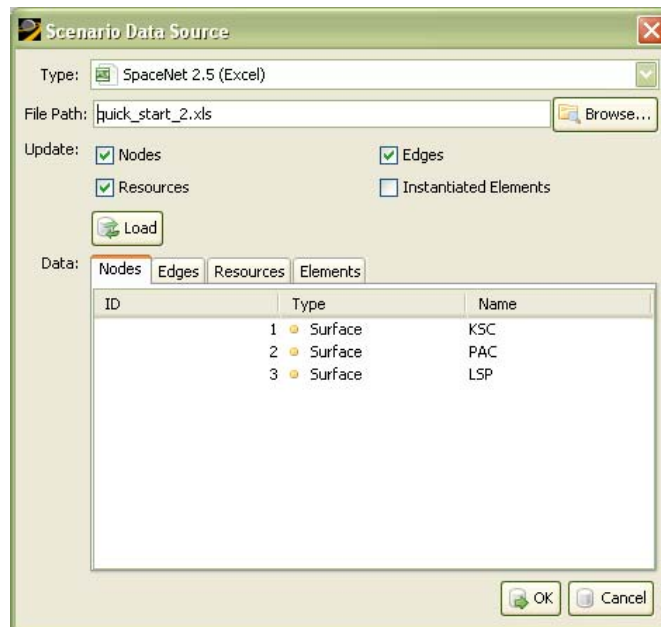 Scenario Data Source
Type: SpaceNet 2.5 (Excel)
File Path: quick_start_2.xls Browse...
Update: Nodes Edges
Resources Instantiated Elements
Load
Data: Nodes Edges Resources Elements
ID Type Name
1 Surface KSC
2 Surface PAC
3 Surface LSP
OK Cancel